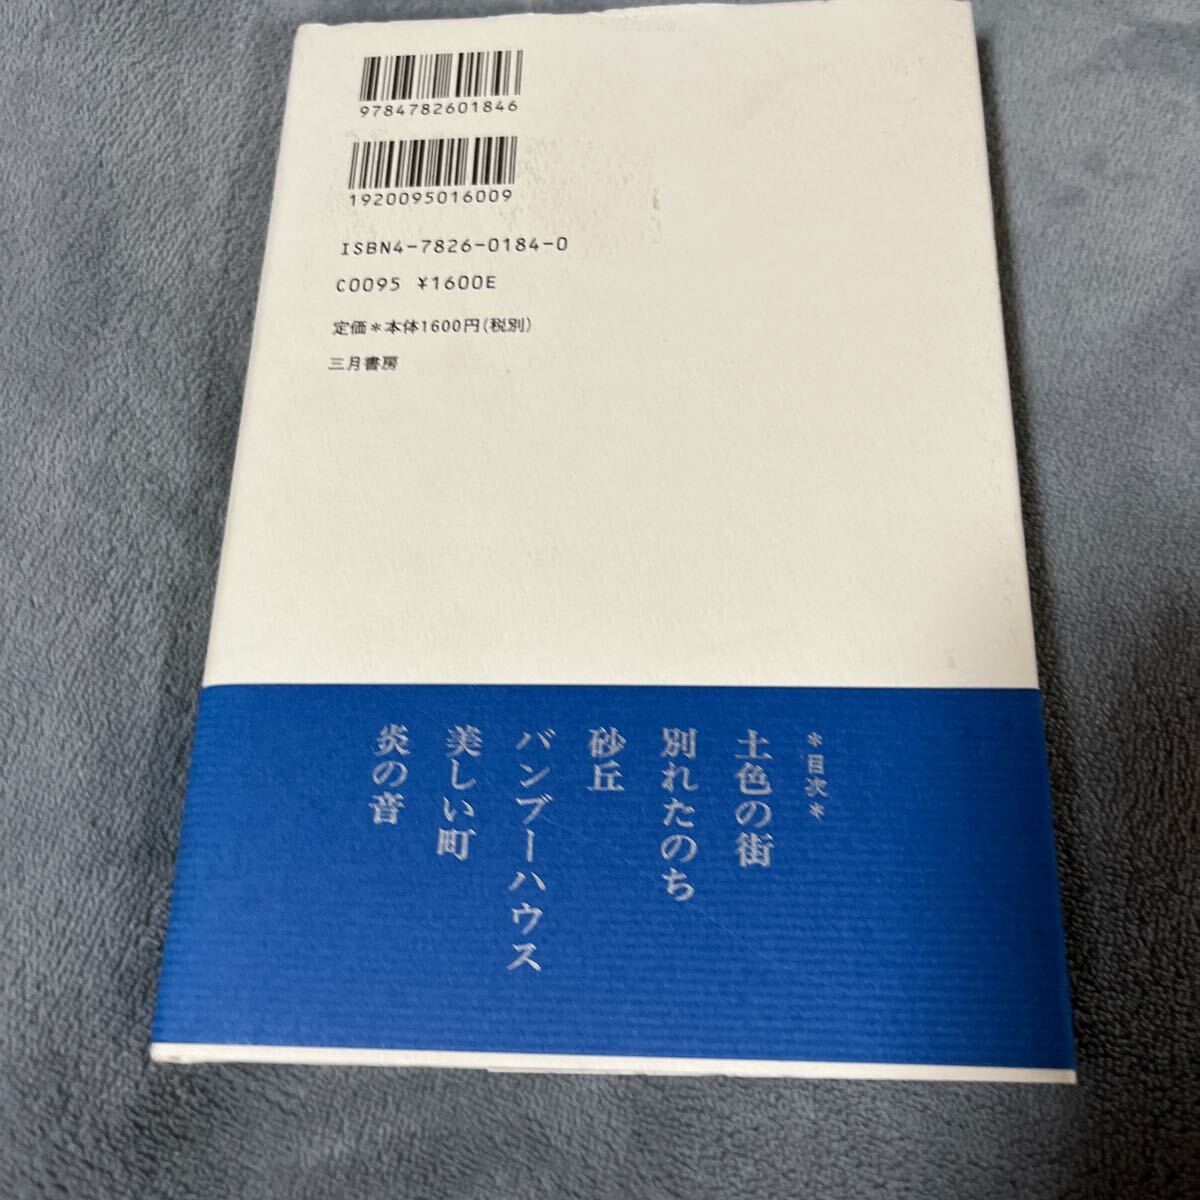 9784782601846
1920095016009
ISBN4-7826-0184-0
C0095 ¥1600E
定価＊本体1600円(税別)
三月書房
＊目次＊
土色の街
別れたのち
砂丘
バンブーハウス
美しい町
炎の音